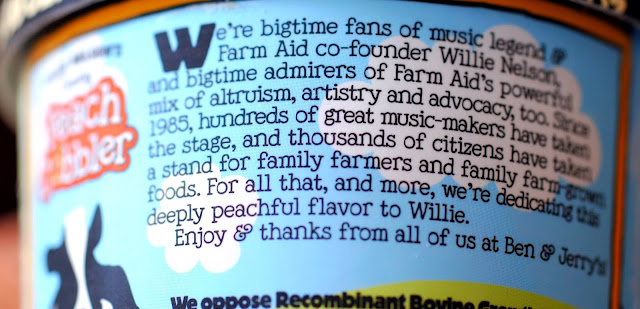 We're bigtime fans of music legend &
Farm Aid co-founder Willie Nelson,
and bigtime admirers of Farm Aid's powerful
mix of altruism, artistry and advocacy, too. Since
1985, hundreds of great music-makers have taken
the stage, and thousands of citizens have taken
a stand for family farmers and family farm-grown
foods. For all that, and more, we're dedicating this
deeply peachful flavor to Willie.
Enjoy & thanks from all of us at Ben & Jerry's!
Peach
Cobbler
We oppose Recombinant Bovine